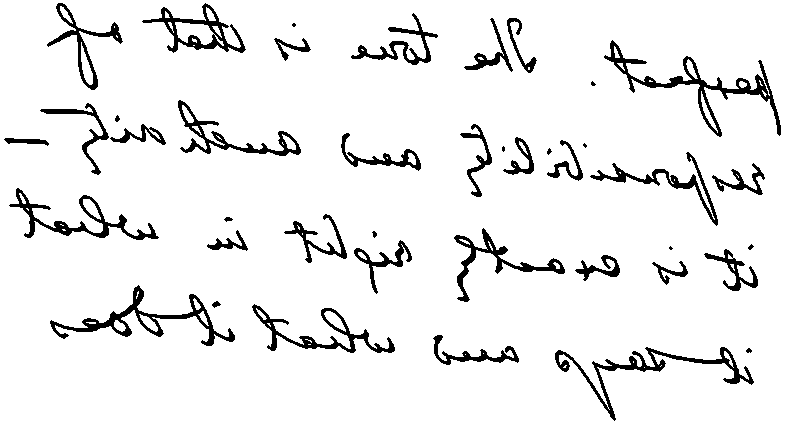 perfect. The tone is that of
responsibility and authority –
it is exactly right in what
it says and what it does